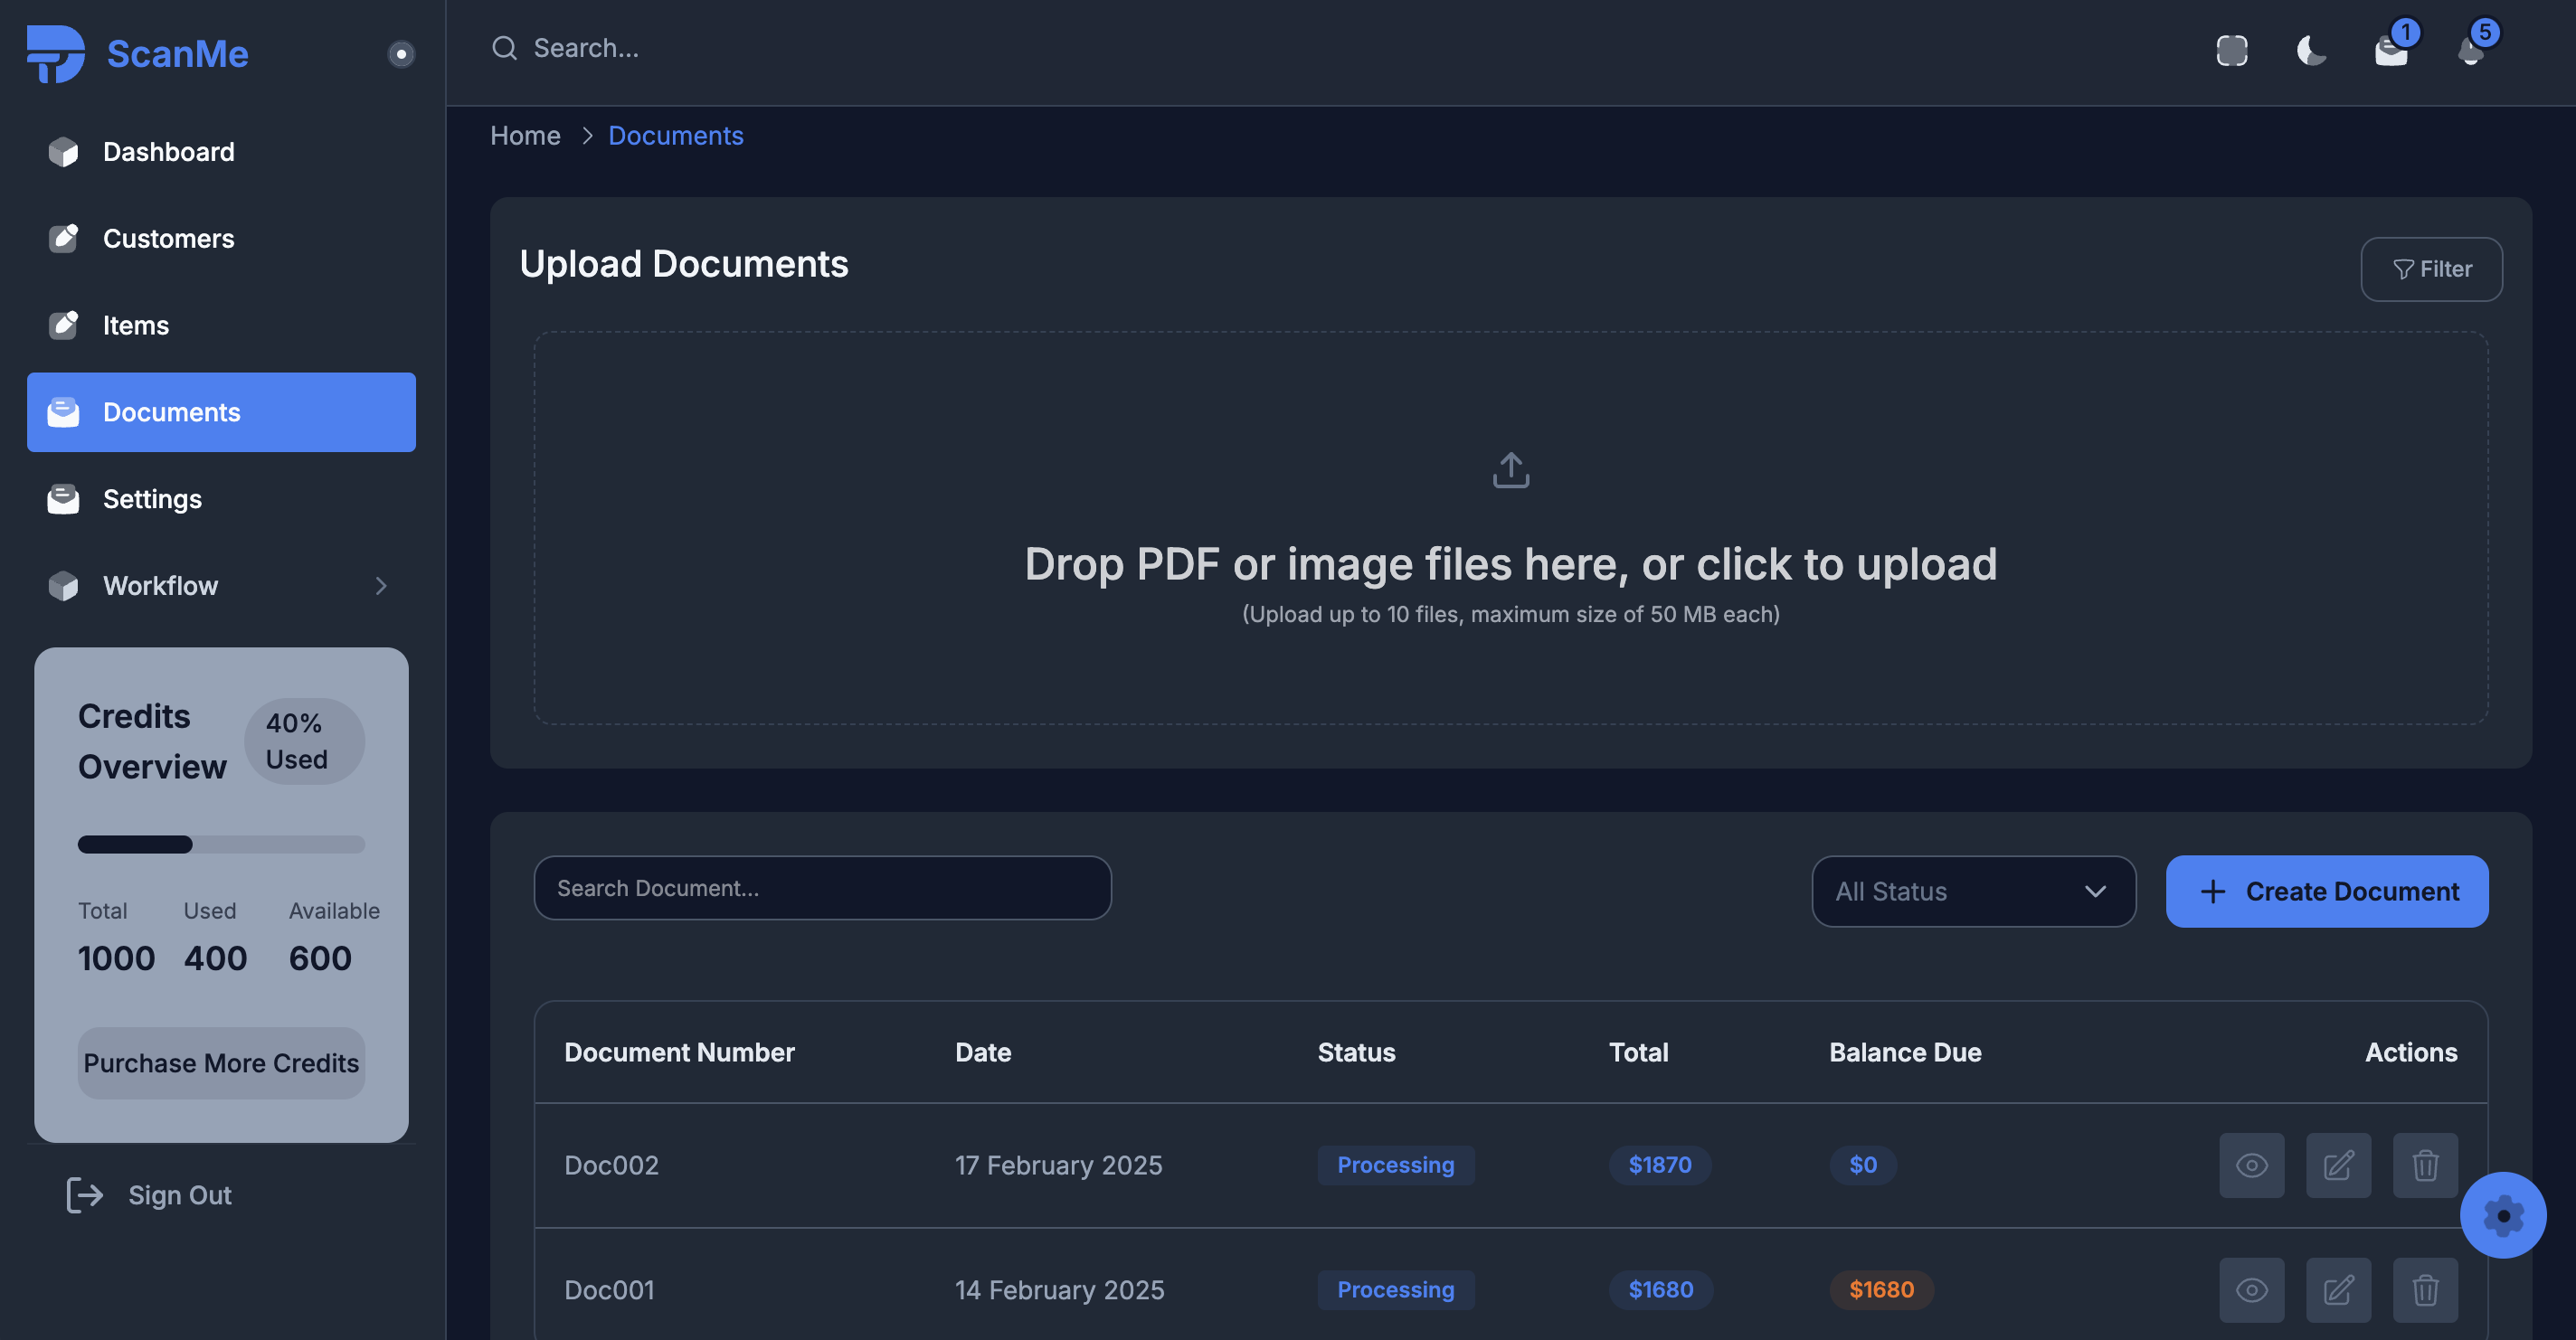 ScanMe
Search...
1
5
Dashboard
Customers
Items
Documents
Settings
Workflow
Credits
Overview
40%
Used
Total
Used
Available
1000
400
600
Purchase More Credits
Sign Out
Home > Documents
Upload Documents
Filter
Drop PDF or image files here, or click to upload
(Upload up to 10 files, maximum size of 50 MB each)
Search Document...
All Status
Create Document
Document Number Date Status Total Balance Due Actions
Doc002 17 February 2025 Processing $1870 $0
Doc001 14 February 2025 Processing $1680 $1680